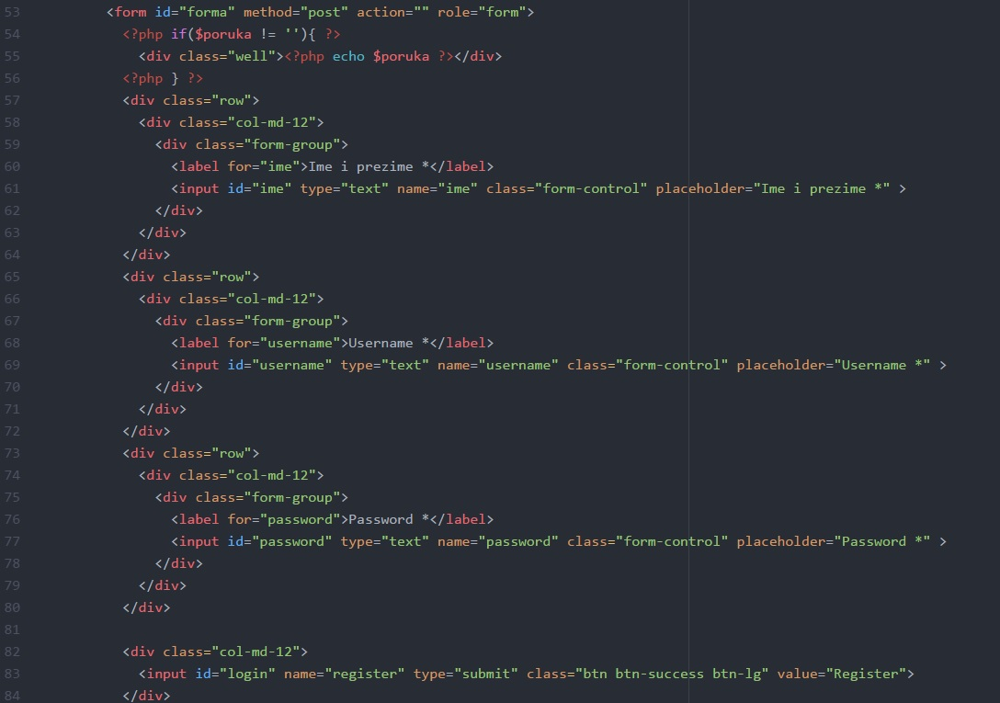 53 <form id="forma" method="post" action="" role="form">
54 <?php if($poruka != ''){ ?>
55 <div class="well"><?php echo $poruka ?></div>
56 <?php } ?>
57 <div class="row">
58 <div class="col-md-12">
59 <div class="form-group">
60 <label for="ime">Ime i prezime *</label>
61 <input id="ime" type="text" name="ime" class="form-control" placeholder="Ime i prezime *" >
62 </div>
63 </div>
64 </div>
65 <div class="row">
66 <div class="col-md-12">
67 <div class="form-group">
68 <label for="username">Username *</label>
69 <input id="username" type="text" name="username" class="form-control" placeholder="Username *" >
70 </div>
71 </div>
72 </div>
73 <div class="row">
74 <div class="col-md-12">
75 <div class="form-group">
76 <label for="password">Password *</label>
77 <input id="password" type="text" name="password" class="form-control" placeholder="Password *" >
78 </div>
79 </div>
80 </div>
81
82 <div class="col-md-12">
83 <input id="login" name="register" type="submit" class="btn btn-success btn-lg" value="Register">
84 </div>